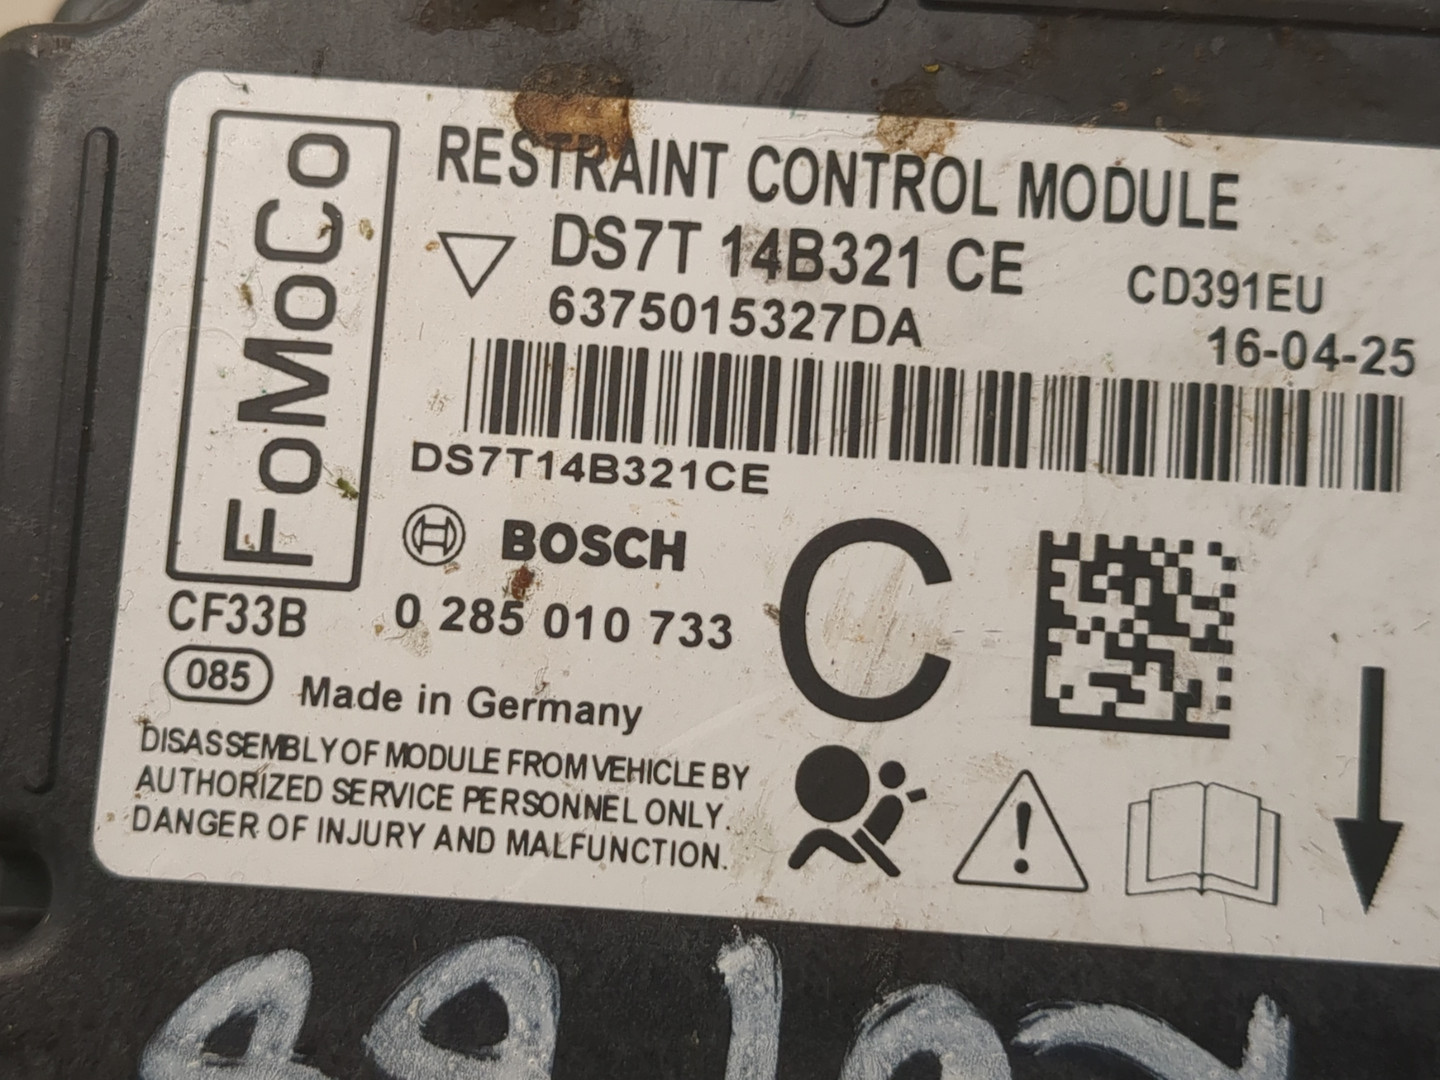 FoMoCo
RESTRAINT CONTROL MODULE
DS7T 14B321 CE
CD391EU
6375015327DA
16-04-25
DS7T14B321CE
BOSCH
C
CF33B
0 285 010 733
085
Made in Germany
DISASSEMBLY OF MODULE FROM VEHICLE BY
AUTHORIZED SERVICE PERSONNEL ONLY.
DANGER OF INJURY AND MALFUNCTION.